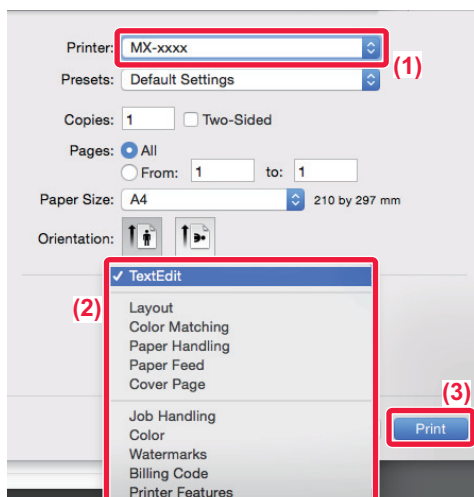 Printer: MX-xxxx
(1)
Presets: Default Settings
Copies: 1 Two-Sided
Pages: All
From: 1 to: 1
Paper Size: A4 210 by 297 mm
Orientation:
✓ TextEdit
(2)
Layout
Color Matching
Paper Handling
Paper Feed
Cover Page
(3)
Job Handling
Color
Print
Watermarks
Billing Code
Printer Features